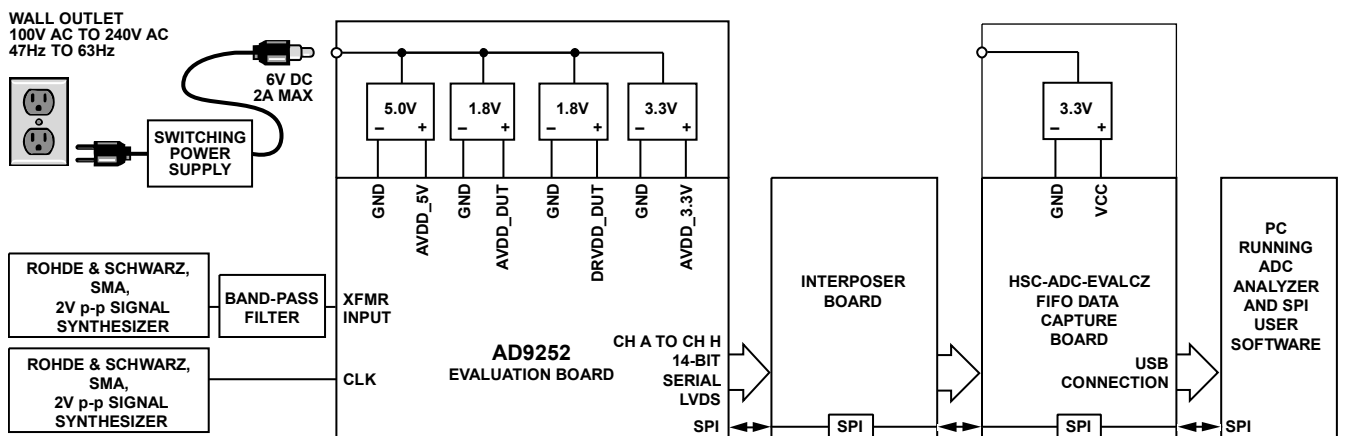 WALL OUTLET
100V AC TO 240V AC
47Hz TO 63Hz
6V DC
2A MAX
SWITCHING
POWER
SUPPLY
5.0V
– +
1.8V
– +
1.8V
– +
3.3V
– +
3.3V
– +
GND
AVDD_5V
GND
AVDD_DUT
GND
DRVDD_DUT
GND
AVDD_3.3V
GND
VCC
ROHDE & SCHWARZ,
SMA,
2V p-p SIGNAL
SYNTHESIZER
BAND-PASS
FILTER
XFMR
INPUT
ROHDE & SCHWARZ,
SMA,
2V p-p SIGNAL
SYNTHESIZER
CLK
AD9252
EVALUATION BOARD
CH A TO CH H
14-BIT
SERIAL
LVDS
SPI
INTERPOSER
BOARD
SPI
HSC-ADC-EVALCZ
FIFO DATA
CAPTURE
BOARD
USB
CONNECTION
SPI
PC
RUNNING
ADC
ANALYZER
AND SPI
USER
SOFTWARE
SPI